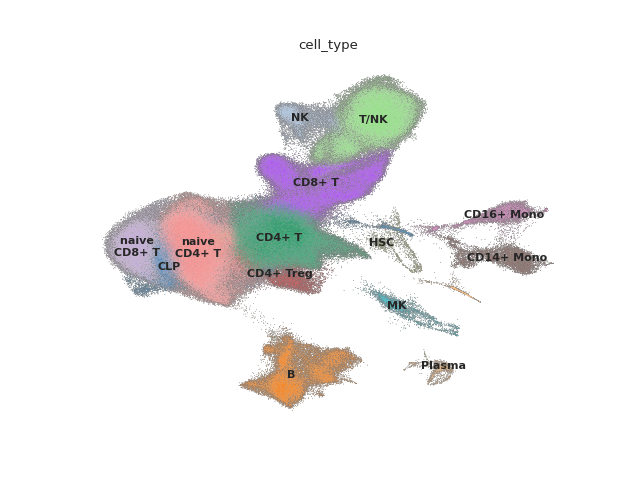 cell_type
NK
T/NK
CD8+ T
CD16+ Mono
naive
CD8+ T
naive
CD4+ T
CD4+ T
HSC
CD14+ Mono
CLP
CD4+ Treg
MK
B
Plasma